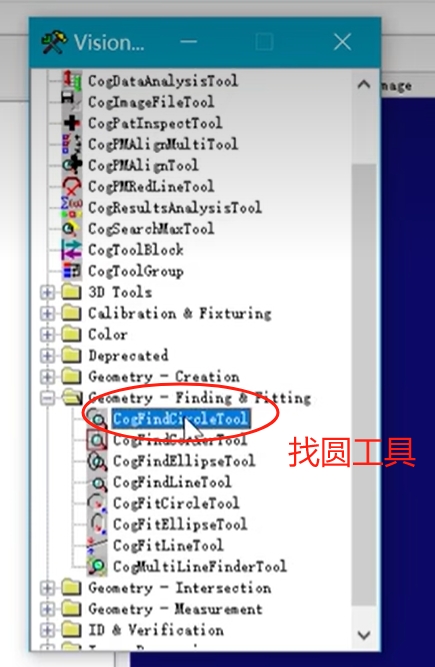 Vision...
mage
CogDataAnalysisTool
CogImageFileTool
CogPatInspectTool
CogPMAlignMultiTool
CogPMAlignTool
CogPMRedLineTool
CogResultsAnalysisTool
CogSearchMaxTool
CogToolBlock
CogToolGroup
3D Tools
Calibration & Fixturing
Color
Deprecated
Geometry - Creation
Geometry - Finding & Fitting
CogFindCircleTool
CogFindCornerTool
找圆工具
CogFindEllipseTool
CogFindLineTool
CogFitCircleTool
CogFitEllipseTool
CogFitLineTool
CogMultiLineFinderTool
Geometry - Intersection
Geometry - Measurement
ID & Verification